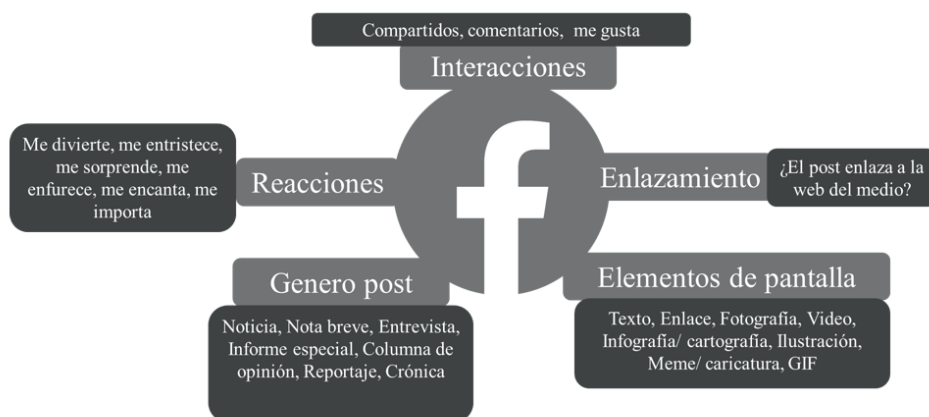 Compartidos, comentarios, me gusta
Interacciones
Me divierte, me entristece,
me sorprende, me
enfurece, me encanta, me
importa
Reacciones
Enlazamiento
¿El post enlaza a la
web del medio?
Genero post
Noticia, Nota breve, Entrevista,
Informe especial, Columna de
opinión, Reportaje, Crónica
Elementos de pantalla
Texto, Enlace, Fotografía, Video,
Infografía/ cartografía, Ilustración,
Meme/ caricatura, GIF